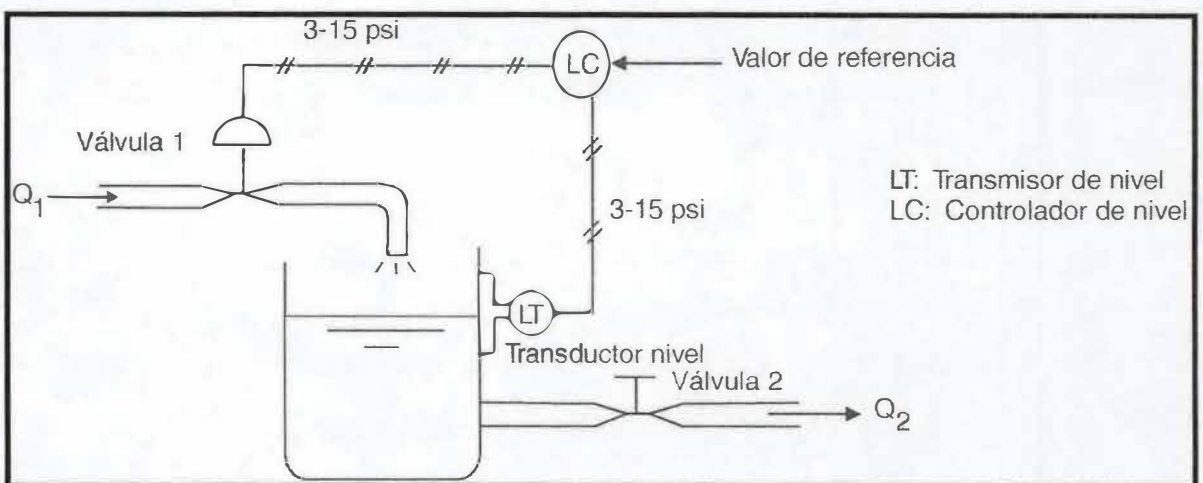 3-15 psi
LC
Valor de referencia
Válvula 1
Q1
LT: Transmisor de nivel
LC: Controlador de nivel
3-15 psi
LT
Transductor nivel
Válvula 2
Q2